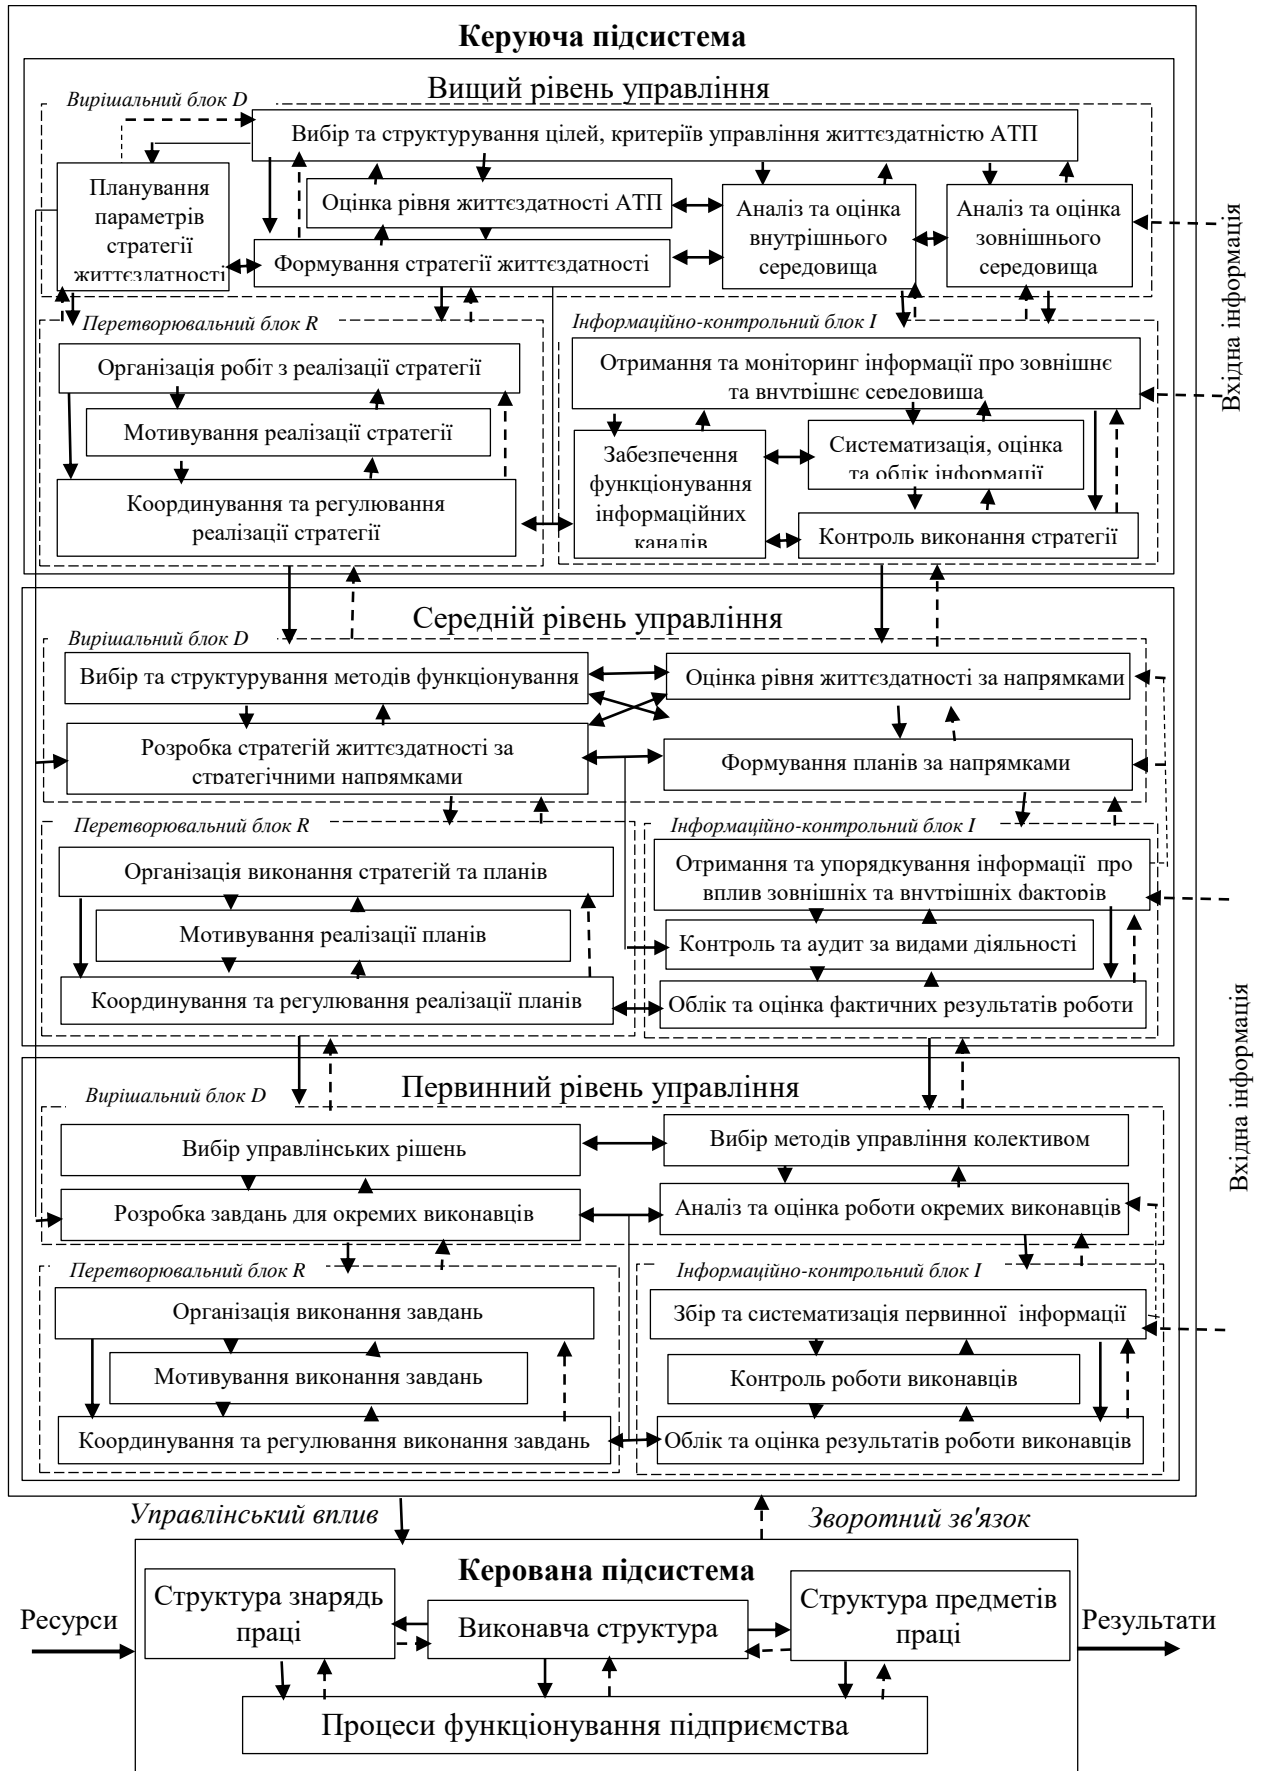 Керуюча підсистема
Вищий рівень управління
Вирішальний блок D
Вибір та структурування цілей, критеріїв управління життєздатністю АТП
Планування
параметрів
стратегії
життєздатності
Оцінка рівня життєздатності АТП
Формування стратегії життєздатності
Аналіз та оцінка
внутрішнього
середовища
Аналіз та оцінка
зовнішнього
середовища
Вхідна інформація
Перетворювальний блок R
Організація робіт з реалізації стратегії
Мотивування реалізації стратегії
Координування та регулювання
реалізації стратегії
Інформаційно-контрольний блок I
Отримання та моніторинг інформації про зовнішнє
та внутрішнє середовища
Забезпечення
функціонування
інформаційних
каналів
Систематизація, оцінка
та облік інформації
Контроль виконання стратегії
Середній рівень управління
Вирішальний блок D
Вибір та структурування методів функціонування
Оцінка рівня життєздатності за напрямками
Розробка стратегій життєздатності за
стратегічними напрямками
Формування планів за напрямками
Перетворювальний блок R
Організація виконання стратегій та планів
Мотивування реалізації планів
Координування та регулювання реалізації планів
Інформаційно-контрольний блок I
Отримання та упорядкування інформації про
вплив зовнішніх та внутрішніх факторів
Контроль та аудит за видами діяльності
Облік та оцінка фактичних результатів роботи
Вхідна інформація
Первинний рівень управління
Вирішальний блок D
Вибір управлінських рішень
Вибір методів управління колективом
Розробка завдань для окремих виконавців
Аналіз та оцінка роботи окремих виконавців
Перетворювальний блок R
Організація виконання завдань
Мотивування виконання завдань
Координування та регулювання виконання завдань
Інформаційно-контрольний блок I
Збір та систематизація первинної інформації
Контроль роботи виконавців
Облік та оцінка результатів роботи виконавців
Управлінський вплив
Зворотний зв'язок
Керована підсистема
Ресурси
Структура знарядь
праці
Виконавча структура
Структура предметів
праці
Результати
Процеси функціонування підприємства